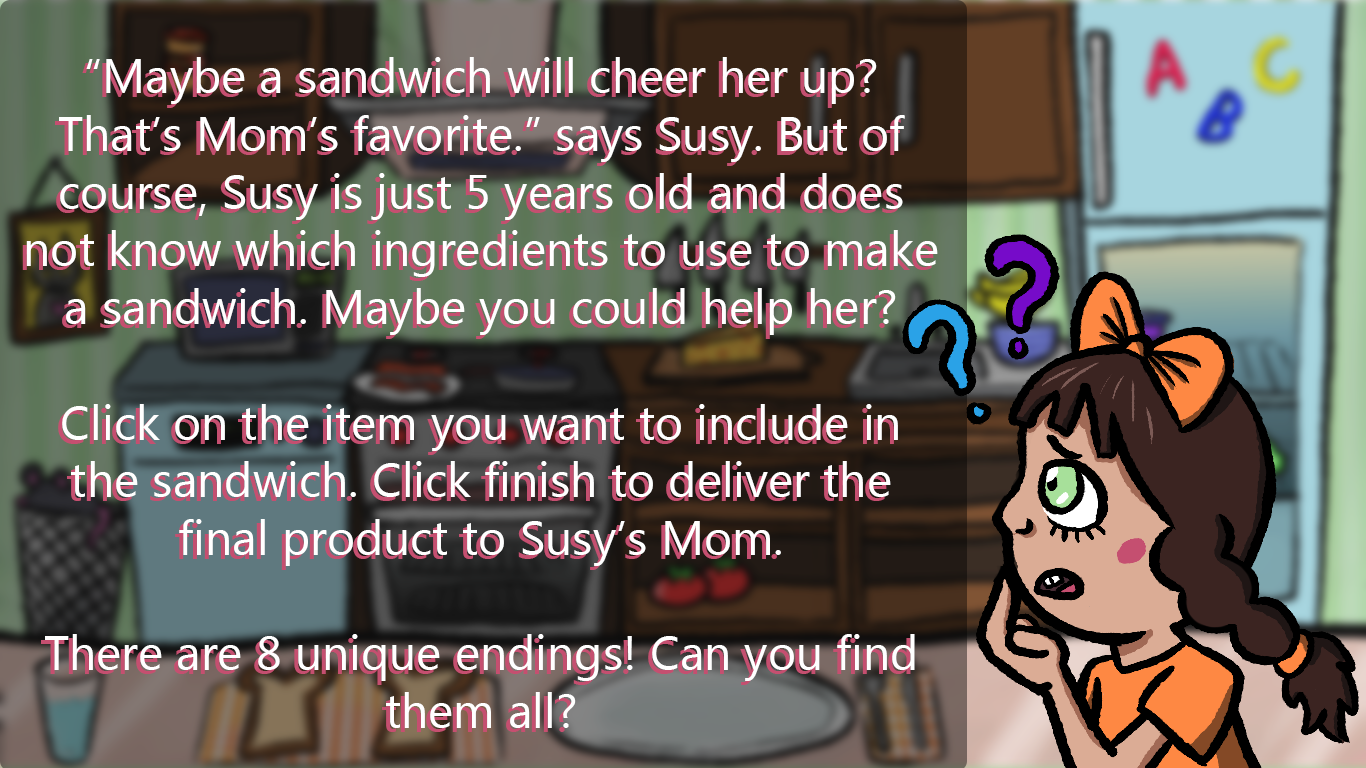 “Maybe a sandwich will cheer her up?
That’s Mom’s favorite.” says Susy. But of
course, Susy is just 5 years old and does
not know which ingredients to use to make
a sandwich. Maybe you could help her?
Click on the item you want to include in
the sandwich. Click finish to deliver the
final product to Susy’s Mom.
There are 8 unique endings! Can you find
them all?
A
B
C
?
?